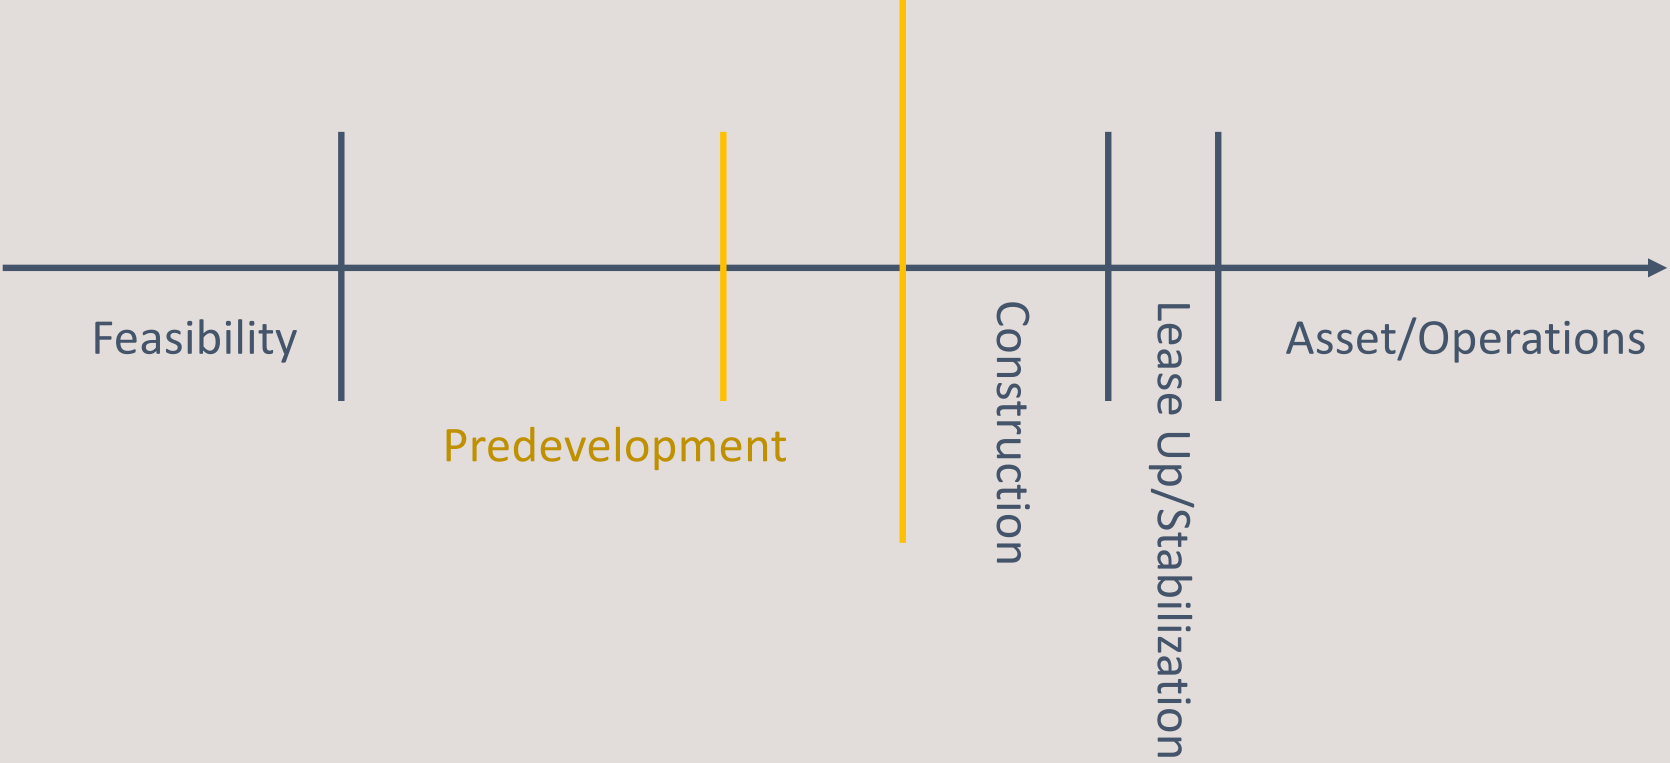 Feasibility
Predevelopment
Construction
Lease Up/Stabilization
Asset/Operations